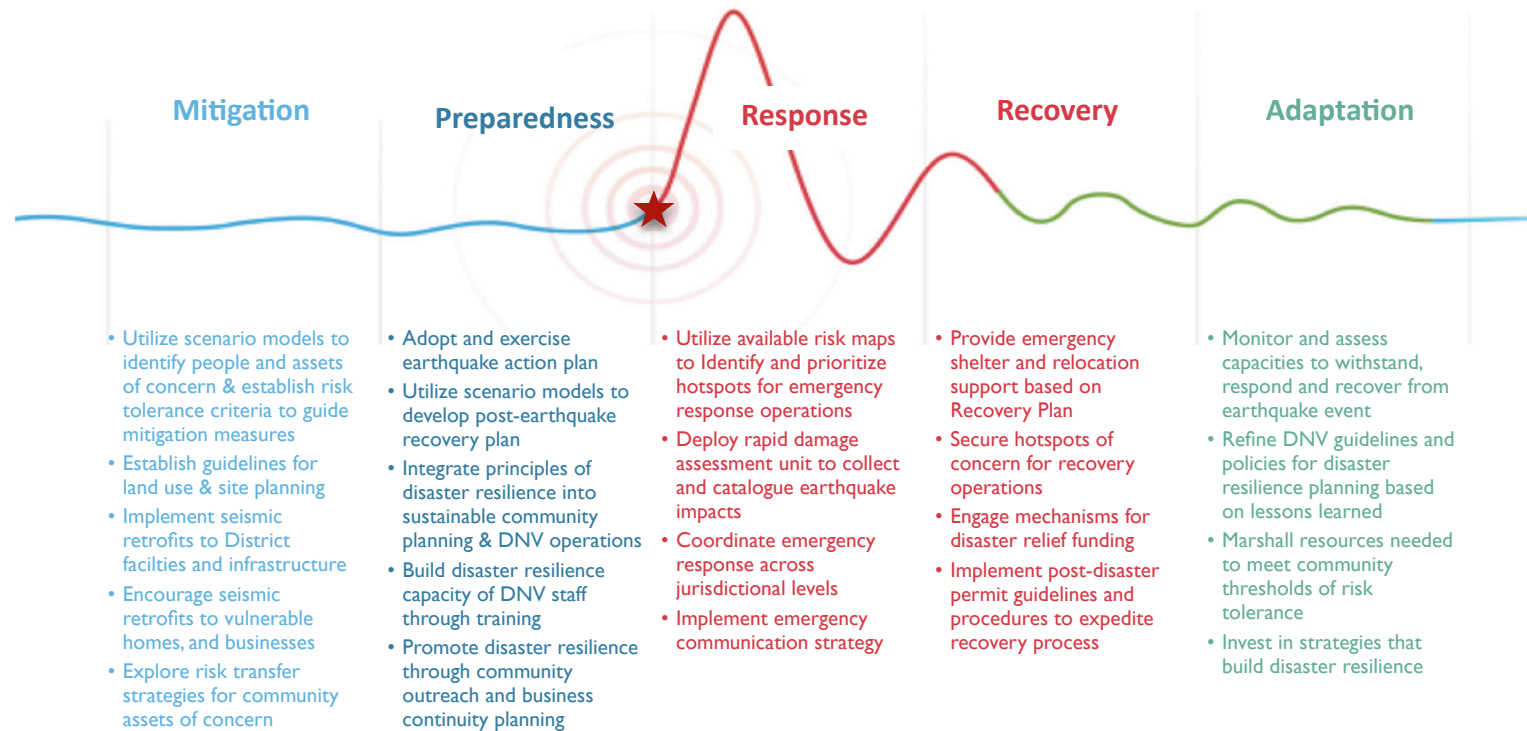 Mitigation
Preparedness
Response
Recovery
Adaptation
• Utilize scenario models to
identify people and assets
of concern & establish risk
tolerance criteria to guide
mitigation measures
• Establish guidelines for
land use & site planning
• Implement seismic
retrofits to District
facilties and infrastructure
• Encourage seismic
retrofits to vulnerable
homes, and businesses
• Explore risk transfer
strategies for community
assets of concern
• Adopt and exercise
earthquake action plan
• Utilize scenario models to
develop post-earthquake
recovery plan
• Integrate principles of
disaster resilience into
sustainable community
planning & DNV operations
• Build disaster resilience
capacity of DNV staff
through training
• Promote disaster resilience
through community
outreach and business
continuity planning
• Utilize available risk maps
to Identify and prioritize
hotspots for emergency
response operations
• Deploy rapid damage
assessment unit to collect
and catalogue earthquake
impacts
• Coordinate emergency
response across
jurisdictional levels
• Implement emergency
communication strategy
• Provide emergency
shelter and relocation
support based on
Recovery Plan
• Secure hotspots of
concern for recovery
operations
• Engage mechanisms for
disaster relief funding
• Implement post-disaster
permit guidelines and
procedures to expedite
recovery process
• Monitor and assess
capacities to withstand,
respond and recover from
earthquake event
• Refine DNV guidelines and
policies for disaster
resilience planning based
on lessons learned
• Marshall resources needed
to meet community
thresholds of risk
tolerance
• Invest in strategies that
build disaster resilience